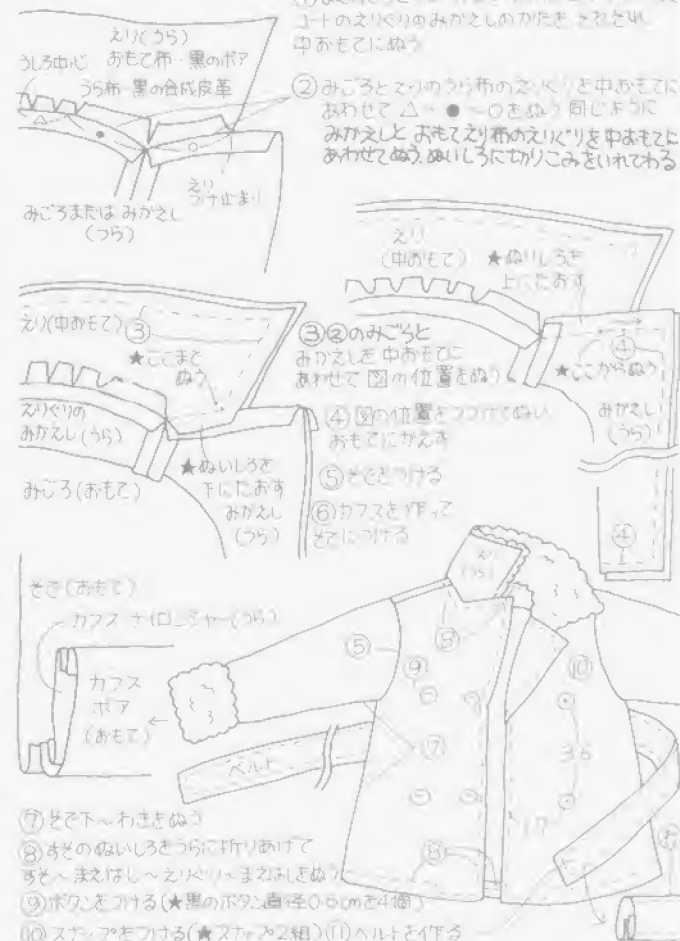 コートのえりぐりのみかえしのかたを それぞれ
中おもてにぬう
えり(うら)
おもて布・黒のボア
うしろ中心
うら布・黒の合成皮革
②みごろとえりのうら布のえりぐりを中おもてに
あわせて △〜●〜○をぬう 同じように
みかえしと おもてえり布のえりぐりを中おもてに
あわせてぬう。ぬいしろに切りこみをいれてわる
えり
つけ止まり
みごろまたは みかえし
(うら)
えり
(中おもて)
★ぬりしろを
上にたおす
えり(中おもて) ③
★ここまで
ぬう
えりぐりの
みかえし(うら)
みごろ(おもて)
★ぬいしろを
下にたおす
みかえし
(うら)
③②のみごろと
みかえしを 中おもてに
あわせて 図の位置をぬう
④図の位置をつづけてぬい
おもてにかえす
⑤そでをつける
⑥カフスを作って
そでにつける
④
★ここからぬう
みかえし
(うら)
④
そで(おもて)
カフス ナイロンシャー(うら)
カフス
ボア
(おもて)
えり
(うら)
⑧
⑤
⑨
⑩
⑦
3.6
1.7
ベルト
⑧
⑦そで下〜わきをぬう
⑧すそのぬいしろをうらに折りあげて
すそ〜まえはし〜えりぐり〜まえはしをぬう
⑨ボタンをつける(★黒のボタン直径0.6cmを4個)
⑩スナップをつける(★スナップ2組)⑪ベルトを作る